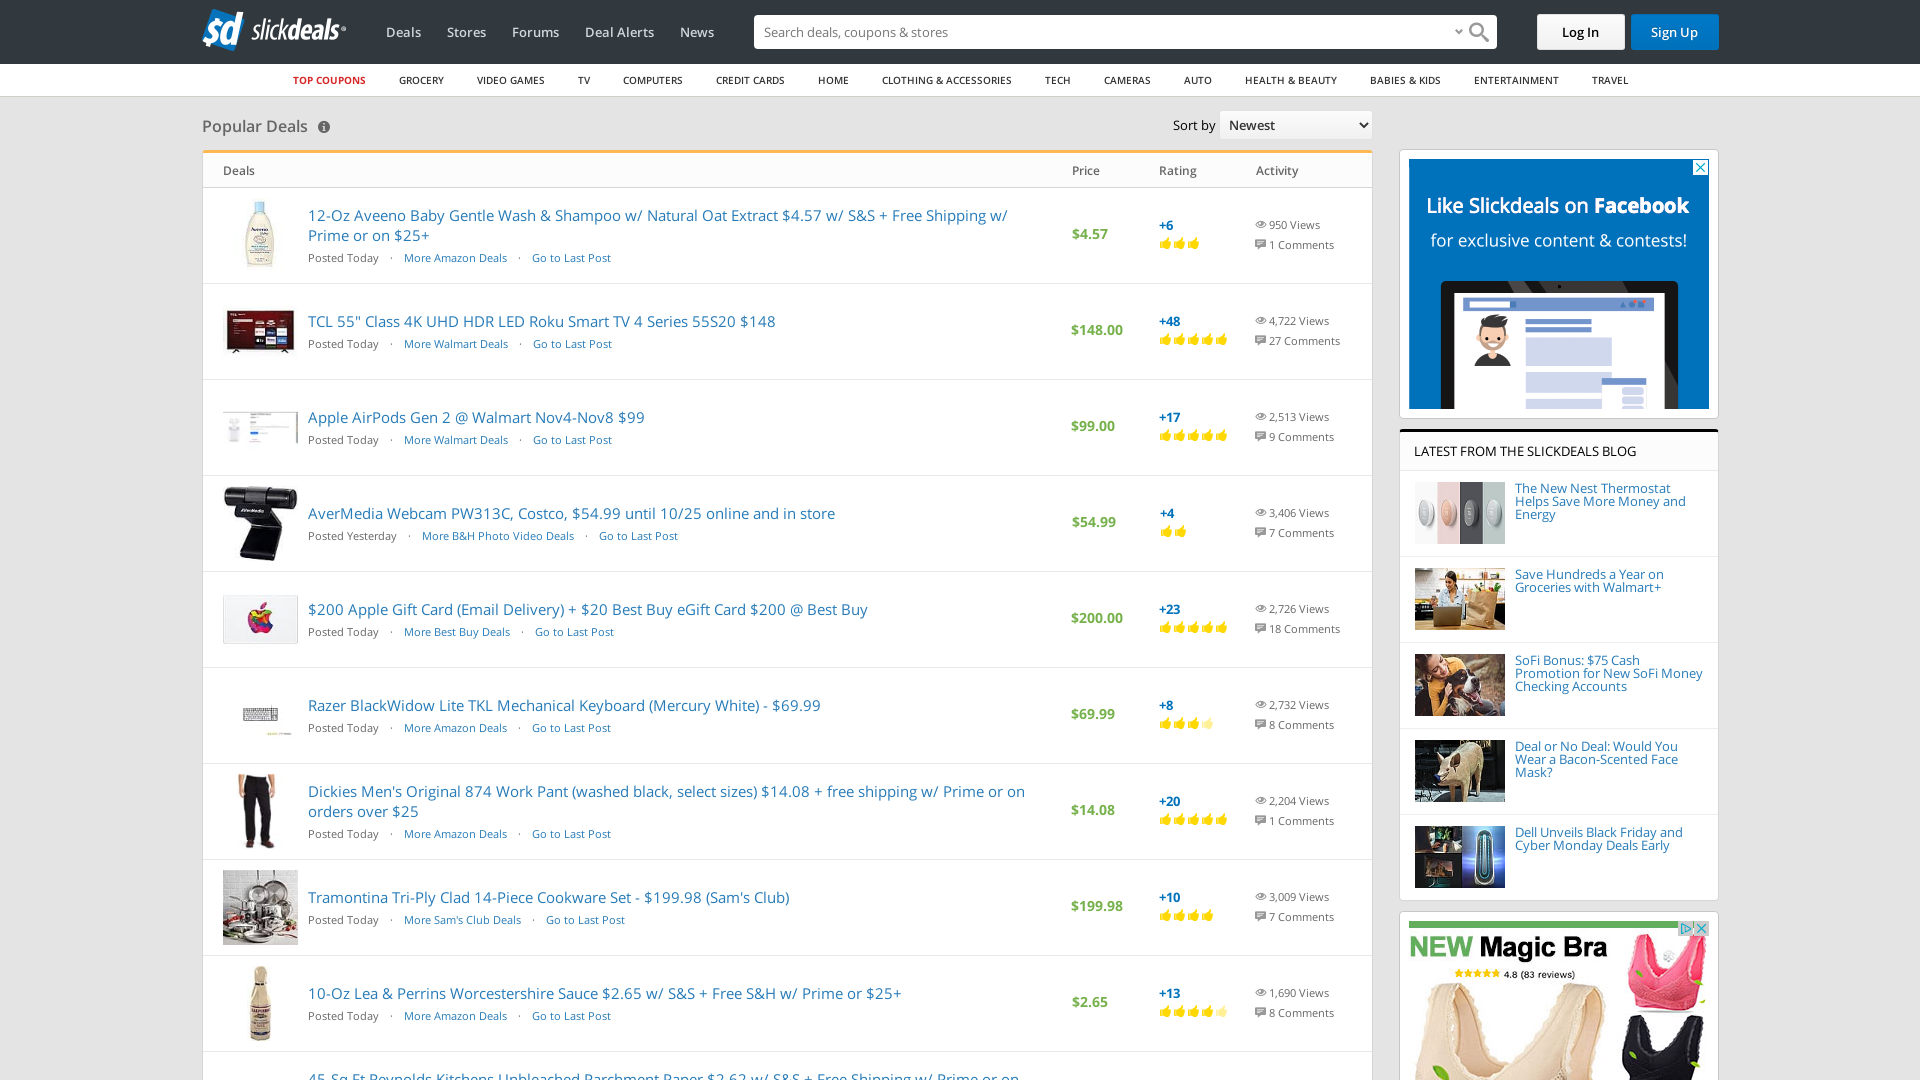 slickdeals
Deals
Stores
Forums
Deal Alerts
News
Search deals, coupons & stores
Log In
Sign Up
TOP COUPONS
GROCERY
VIDEO GAMES
TV
COMPUTERS
CREDIT CARDS
HOME
CLOTHING & ACCESSORIES
TECH
CAMERAS
AUTO
HEALTH & BEAUTY
BABIES & KIDS
ENTERTAINMENT
TRAVEL
Popular Deals
Sort by Newest
Deals Price Rating Activity
12-Oz Aveeno Baby Gentle Wash & Shampoo w/ Natural Oat Extract $4.57 w/ S&S + Free Shipping w/
Prime or on $25+
Posted Today · More Amazon Deals · Go to Last Post
$4.57
+6
950 Views
1 Comments
TCL 55" Class 4K UHD HDR LED Roku Smart TV 4 Series 55S20 $148
Posted Today · More Walmart Deals · Go to Last Post
$148.00
+48
4,722 Views
27 Comments
Apple AirPods Gen 2 @ Walmart Nov4-Nov8 $99
Posted Today · More Walmart Deals · Go to Last Post
$99.00
+17
2,513 Views
9 Comments
AverMedia Webcam PW313C, Costco, $54.99 until 10/25 online and in store
Posted Yesterday · More B&H Photo Video Deals · Go to Last Post
$54.99
+4
3,406 Views
7 Comments
$200 Apple Gift Card (Email Delivery) + $20 Best Buy eGift Card $200 @ Best Buy
Posted Today · More Best Buy Deals · Go to Last Post
$200.00
+23
2,726 Views
18 Comments
Razer BlackWidow Lite TKL Mechanical Keyboard (Mercury White) - $69.99
Posted Today · More Amazon Deals · Go to Last Post
$69.99
+8
2,732 Views
8 Comments
Dickies Men's Original 874 Work Pant (washed black, select sizes) $14.08 + free shipping w/ Prime or on
orders over $25
Posted Today · More Amazon Deals · Go to Last Post
$14.08
+20
2,204 Views
1 Comments
Tramontina Tri-Ply Clad 14-Piece Cookware Set - $199.98 (Sam's Club)
Posted Today · More Sam's Club Deals · Go to Last Post
$199.98
+10
3,009 Views
7 Comments
10-Oz Lea & Perrins Worcestershire Sauce $2.65 w/ S&S + Free S&H w/ Prime or $25+
Posted Today · More Amazon Deals · Go to Last Post
$2.65
+13
1,690 Views
8 Comments
45-Sq Ft Reynolds Kitchens Unbleached Parchment Paper $2.62 w/ S&S + Free Shipping w/ Prime or on
Like Slickdeals on Facebook
for exclusive content & contests!
LATEST FROM THE SLICKDEALS BLOG
The New Nest Thermostat
Helps Save More Money and
Energy
Save Hundreds a Year on
Groceries with Walmart+
SoFi Bonus: $75 Cash
Promotion for New SoFi Money
Checking Accounts
Deal or No Deal: Would You
Wear a Bacon-Scented Face
Mask?
Dell Unveils Black Friday and
Cyber Monday Deals Early
NEW Magic Bra
4.8 (83 reviews)